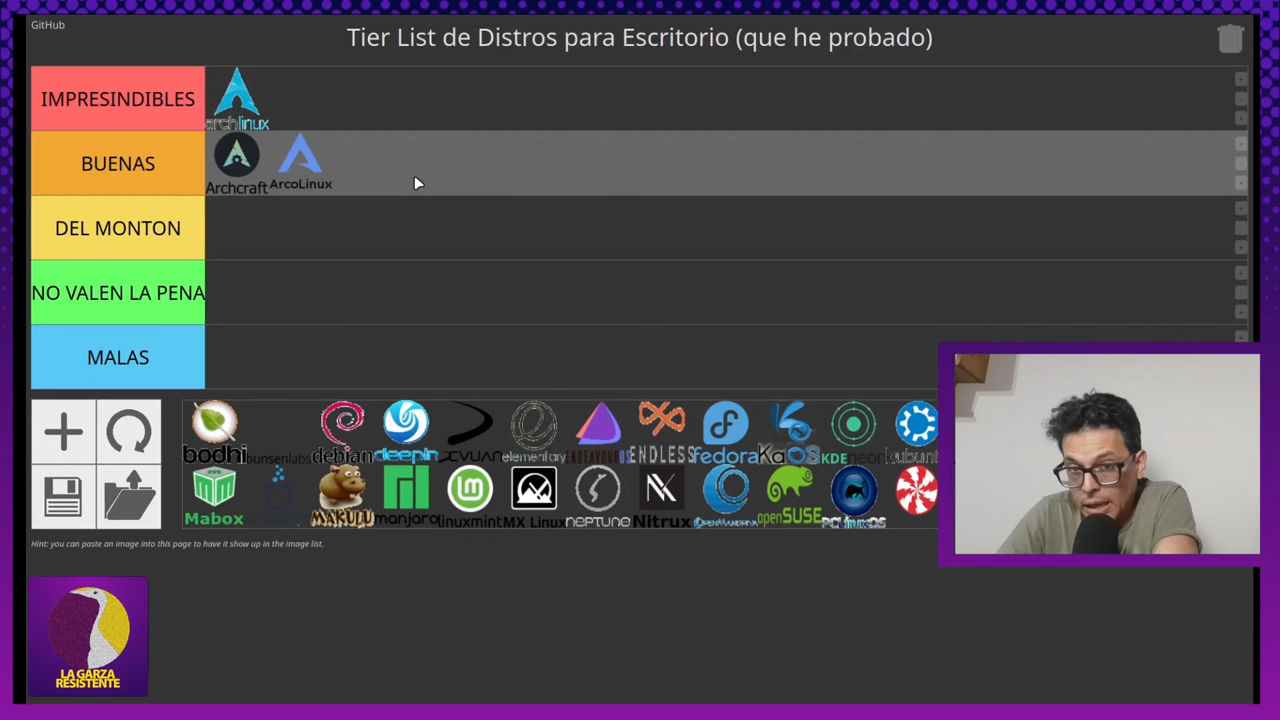 GitHub
Tier List de Distros para Escritorio (que he probado)
IMPRESINDIBLES
archlinux
BUENAS
Archcraft
ArcoLinux
DEL MONTON
NO VALEN LA PENA
MALAS
bodhi
bunsenlabs
debian
deepin
DEVUAN
elementary
ENDEAVOUROS
ENDLESS
fedora
KaOS
KDE neon
kubuntu
Mabox
MAKULU
manjaro
linuxmint
MX Linux
neptune
Nitrux
OPENMANDRIVA
openSUSE
PCLinuxOS
Hint: you can paste an image into this page to have it show up in the image list.
LA GARZA
RESISTENTE